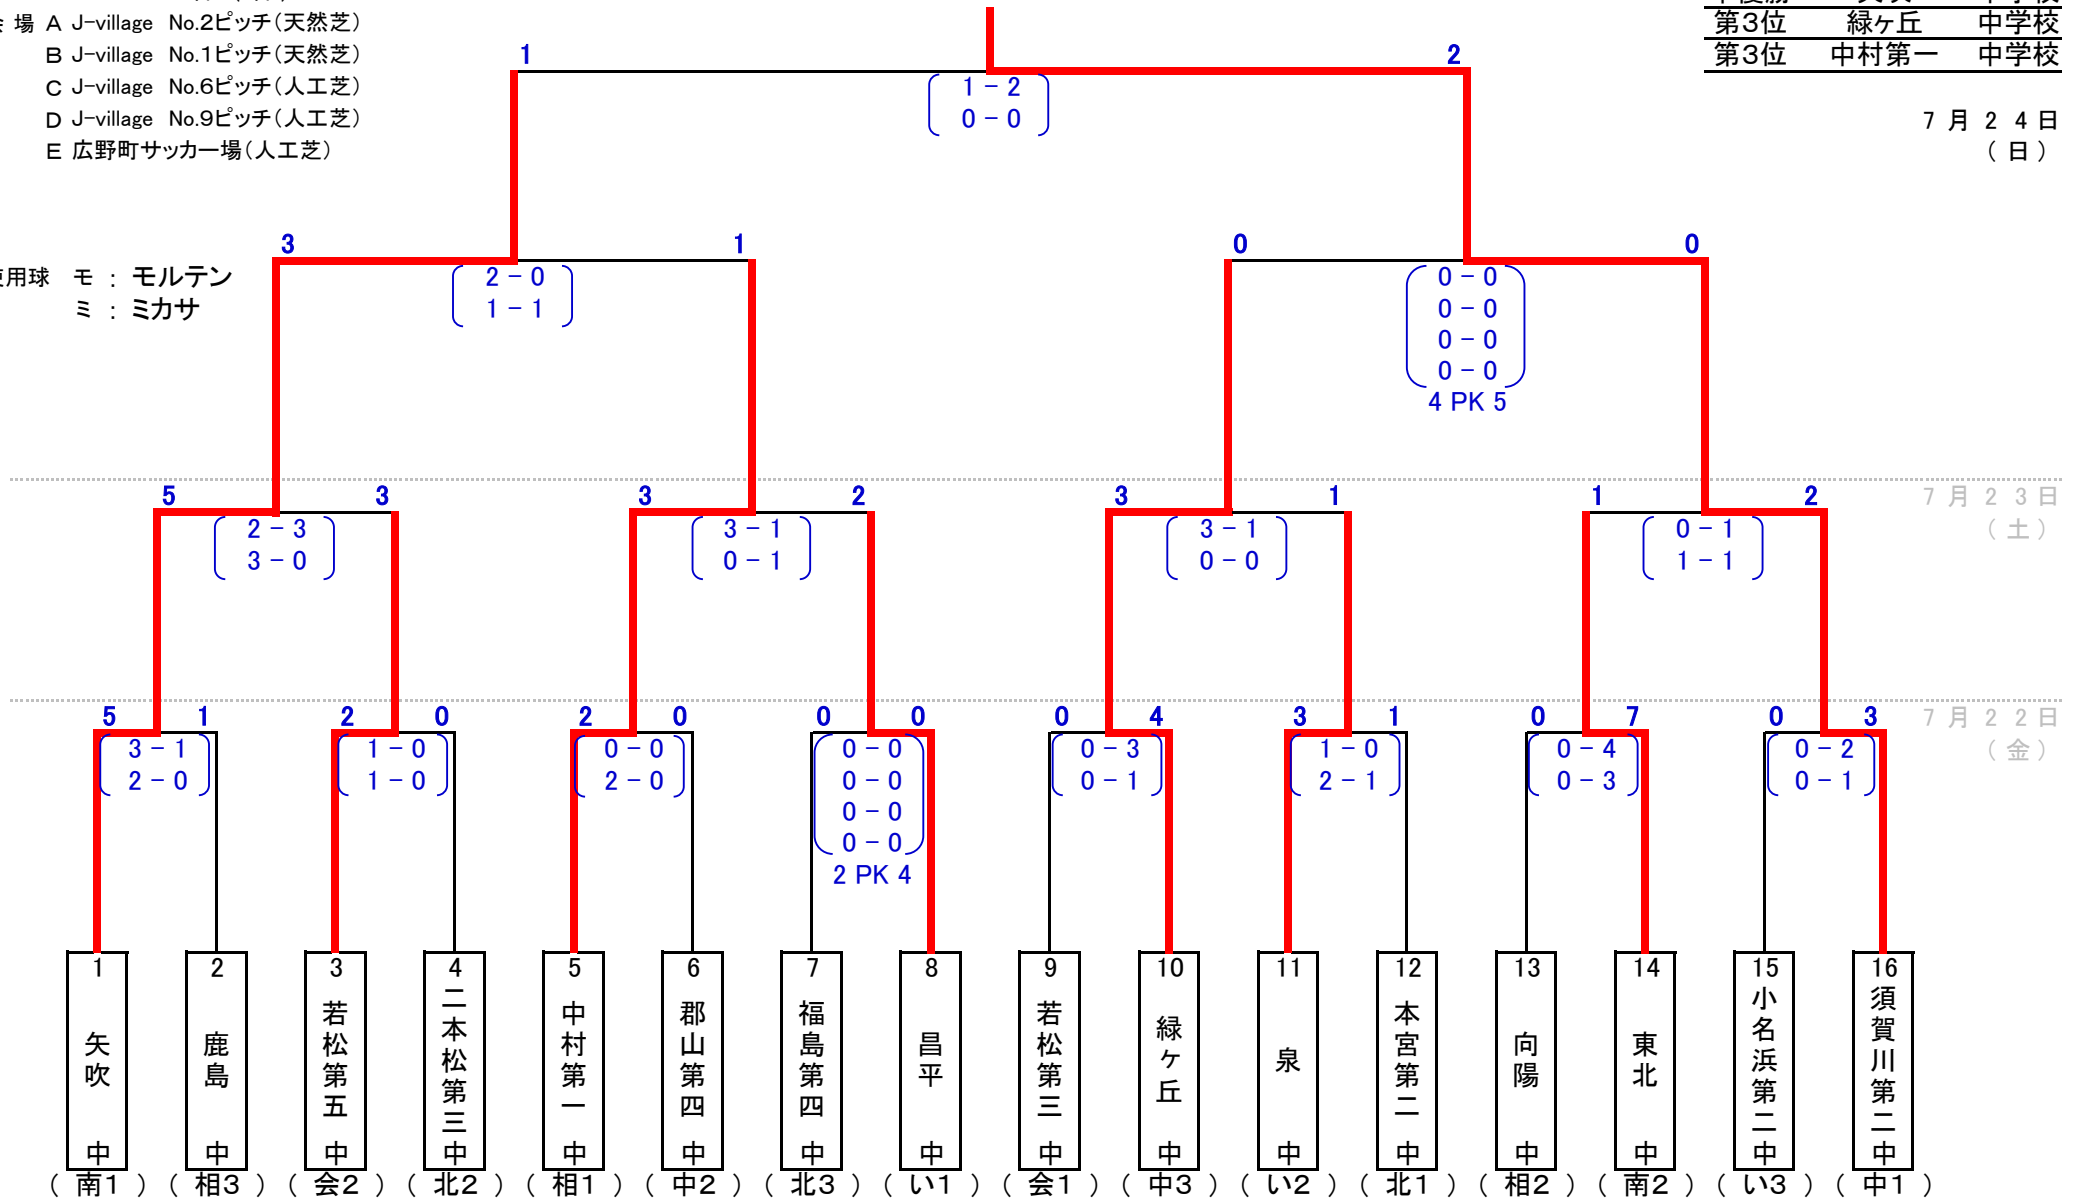 場 A J-village No.2ピッチ(天然芝)
B J-village No.1ピッチ(天然芝)
C J-village No.6ピッチ(人工芝)
D J-village No.9ピッチ(人工芝)
E 広野町サッカー場(人工芝)
第3位 緑ヶ丘 中学校
第3位 中村第一 中学校
7月24日
(日)
1 2
1-2
0-0
使用球 モ : モルテン
ミ : ミカサ
3 1 0 0
2-0
1-1
0-0
0-0
0-0
0-0
4 PK 5
7月23日
(土)
5 3 3 2 3 1 1 2
2-3
3-0
3-1
0-1
3-1
0-0
0-1
1-1
7月22日
(金)
5 1 2 0 2 0 0 0 0 4 3 1 0 7 0 3
3-1
2-0
1-0
1-0
0-0
2-0
0-0
0-0
0-0
0-0
2 PK 4
0-3
0-1
1-0
2-1
0-4
0-3
0-2
0-1
1 矢吹 中 (南1)
2 鹿島 中 (相3)
3 若松第五 中 (会2)
4 二本松第三 中 (北2)
5 中村第一 中 (相1)
6 郡山第四 中 (中2)
7 福島第四 中 (北3)
8 昌平 中 (い1)
9 若松第三 中 (会1)
10 緑ヶ丘 中 (中3)
11 泉 中 (い2)
12 本宮第二 中 (北1)
13 向陽 中 (相2)
14 東北 中 (南2)
15 小名浜第二 中 (い3)
16 須賀川第二 中 (中1)